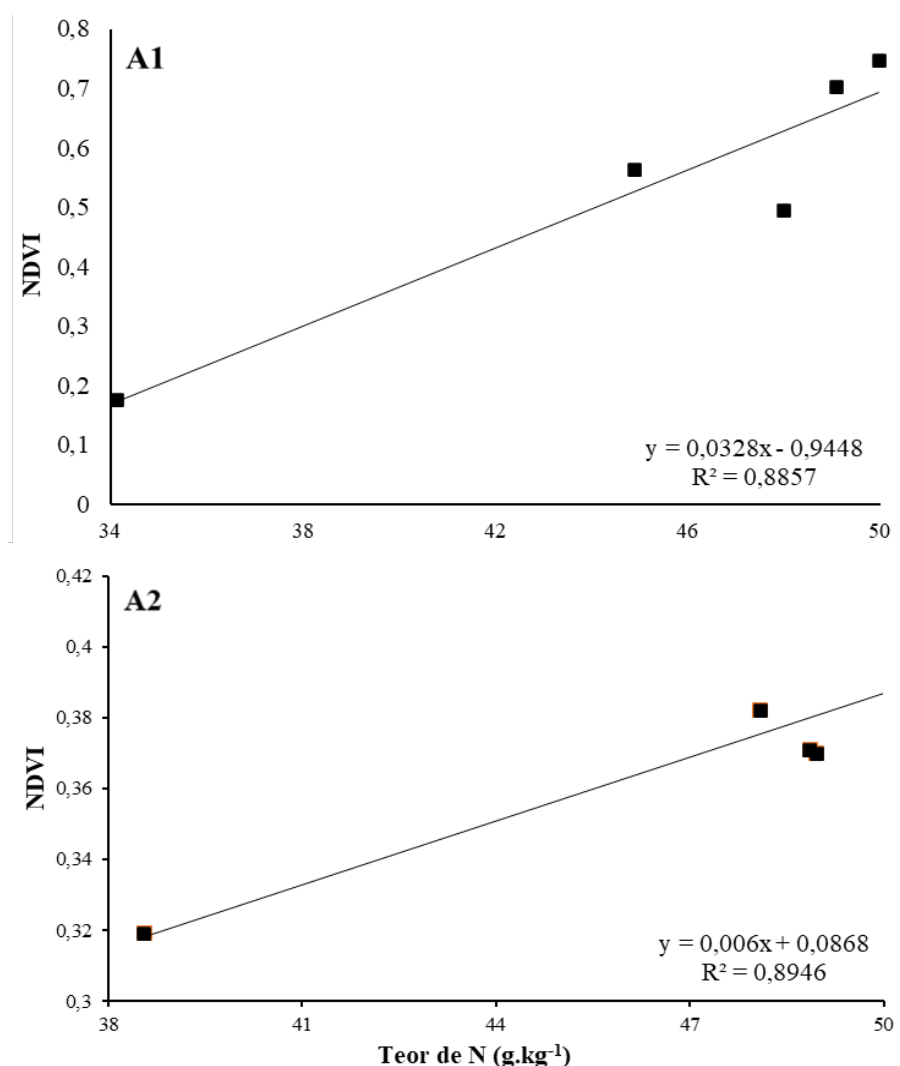 A1
NDVI
0,8
0,7
0,6
0,5
0,4
0,3
0,2
0,1
0
34 38 42 46 50
y = 0,0328x - 0,9448
R² = 0,8857
A2
NDVI
0,42
0,4
0,38
0,36
0,34
0,32
0,3
38 41 44 47 50
y = 0,006x + 0,0868
R² = 0,8946
Teor de N (g.kg⁻¹)